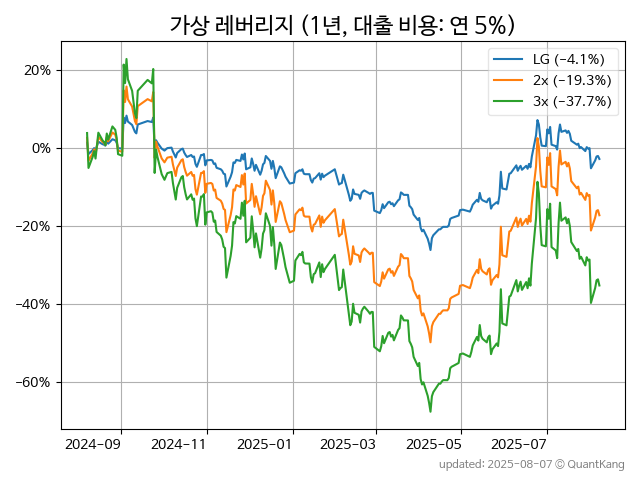 가상 레버리지 (1년, 대출 비용: 연 5%)
LG (−4.1%)
2x (−19.3%)
3x (−37.7%)
20%
0%
−20%
−40%
−60%
2024-09 2024-11 2025-01 2025-03 2025-05 2025-07
updated: 2025-08-07 © QuantKang